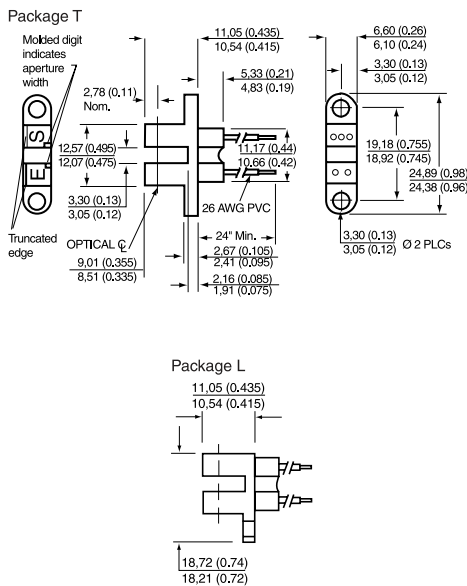 Package T
Molded digit
indicates
aperture
width
S
E
Truncated
edge
11,05 (0.435)
10,54 (0.415)
2,78 (0.11)
Nom.
5,33 (0.21)
4,83 (0.19)
12,57 (0.495)
12,07 (0.475)
11,17 (0.44)
10,66 (0.42)
3,30 (0.13)
3,05 (0.12)
26 AWG PVC
OPTICAL ℄
24" Min.
9,01 (0.355)
8,51 (0.335)
2,67 (0.105)
2,41 (0.095)
2,16 (0.085)
1,91 (0.075)
6,60 (0.26)
6,10 (0.24)
3,30 (0.13)
3,05 (0.12)
19,18 (0.755)
18,92 (0.745)
24,89 (0.98)
24,38 (0.96)
3,30 (0.13)
3,05 (0.12)
Ø 2 PLCs
Package L
11,05 (0.435)
10,54 (0.415)
18,72 (0.74)
18,21 (0.72)